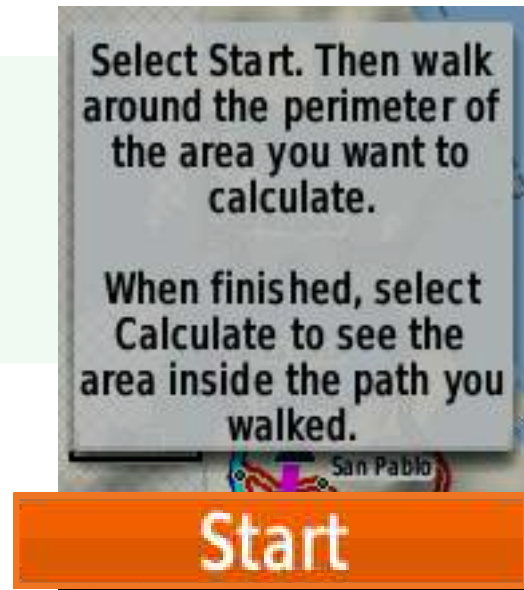 Select Start. Then walk
around the perimeter of
the area you want to
calculate.
When finished, select
Calculate to see the
area inside the path you
walked.
San Pablo
Start